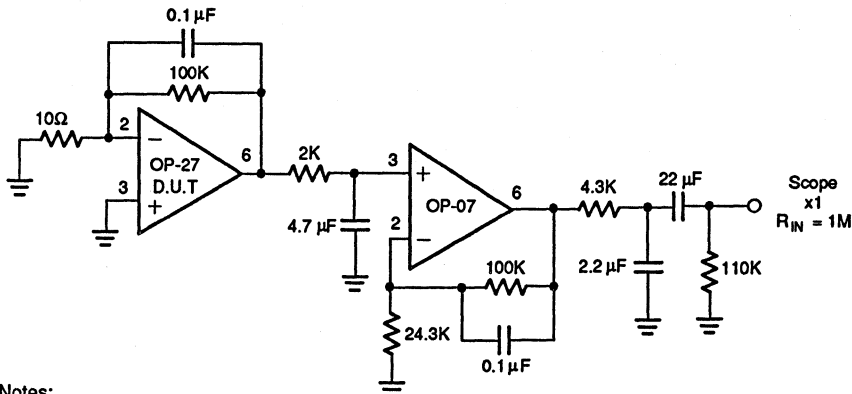 0.1 μF
100K
10Ω
2
6
OP-27
D.U.T
3
2K
4.7 μF
3
6
2
OP-07
100K
24.3K
0.1 μF
4.3K
22 μF
2.2 μF
110K
Scope
x1
R_IN = 1M
Notes: